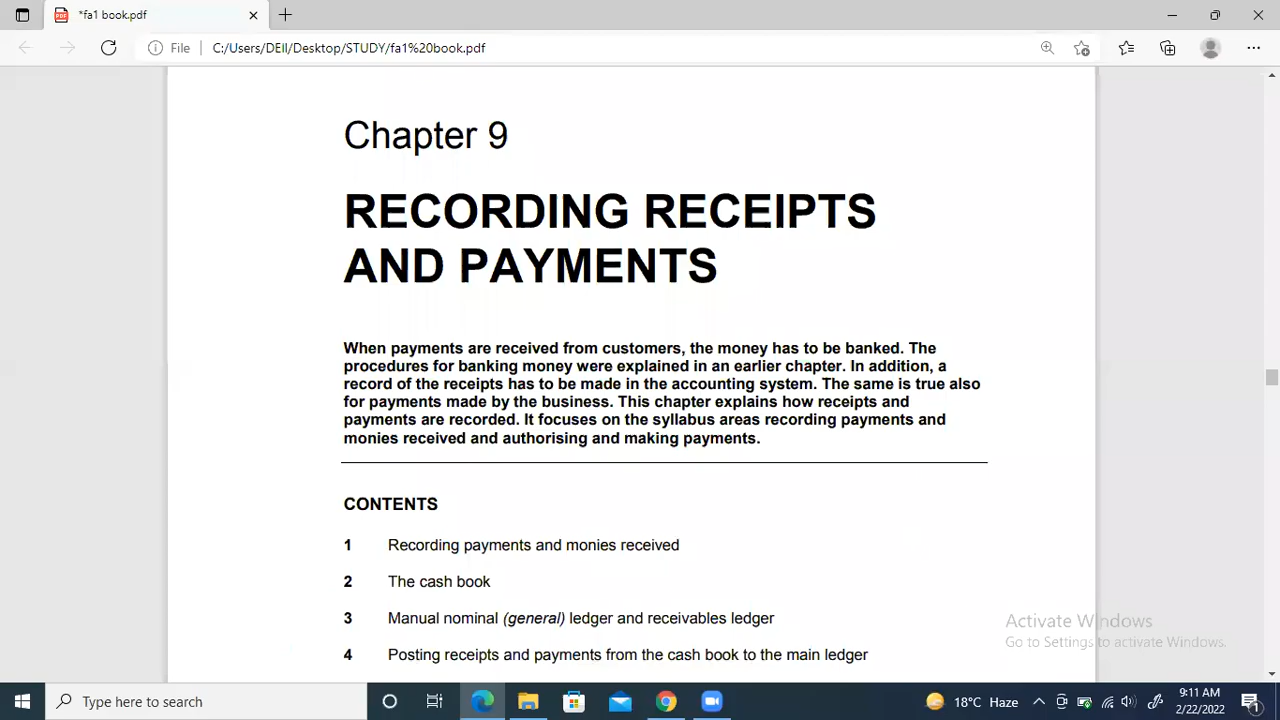 *fa1 book.pdf
File
C:/Users/DEll/Desktop/STUDY/fa1%20book.pdf
Chapter 9
RECORDING RECEIPTS
AND PAYMENTS
When payments are received from customers, the money has to be banked. The
procedures for banking money were explained in an earlier chapter. In addition, a
record of the receipts has to be made in the accounting system. The same is true also
for payments made by the business. This chapter explains how receipts and
payments are recorded. It focuses on the syllabus areas recording payments and
monies received and authorising and making payments.
CONTENTS
1 Recording payments and monies received
2 The cash book
3 Manual nominal (general) ledger and receivables ledger
4 Posting receipts and payments from the cash book to the main ledger
Activate Windows
Go to Settings to activate Windows.
Type here to search
18°C Haze
9:11 AM
2/22/2022
1